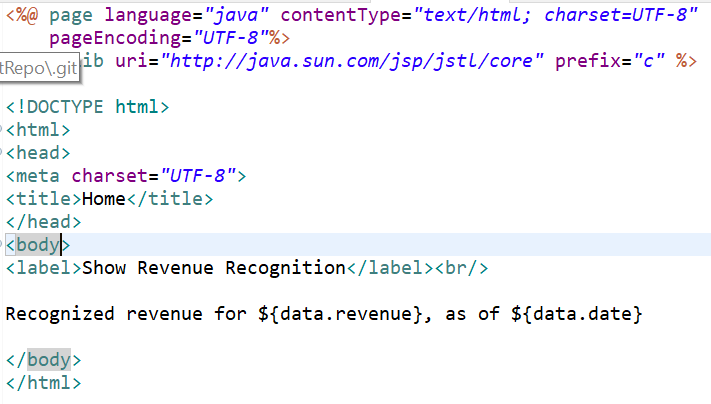 <%@ page language="java" contentType="text/html; charset=UTF-8"
pageEncoding="UTF-8"%>
tRepo\.git ib uri="http://java.sun.com/jsp/jstl/core" prefix="c" %>
<!DOCTYPE html>
<html>
<head>
<meta charset="UTF-8">
<title>Home</title>
</head>
<body>
<label>Show Revenue Recognition</label><br/>
Recognized revenue for ${data.revenue}, as of ${data.date}
</body>
</html>